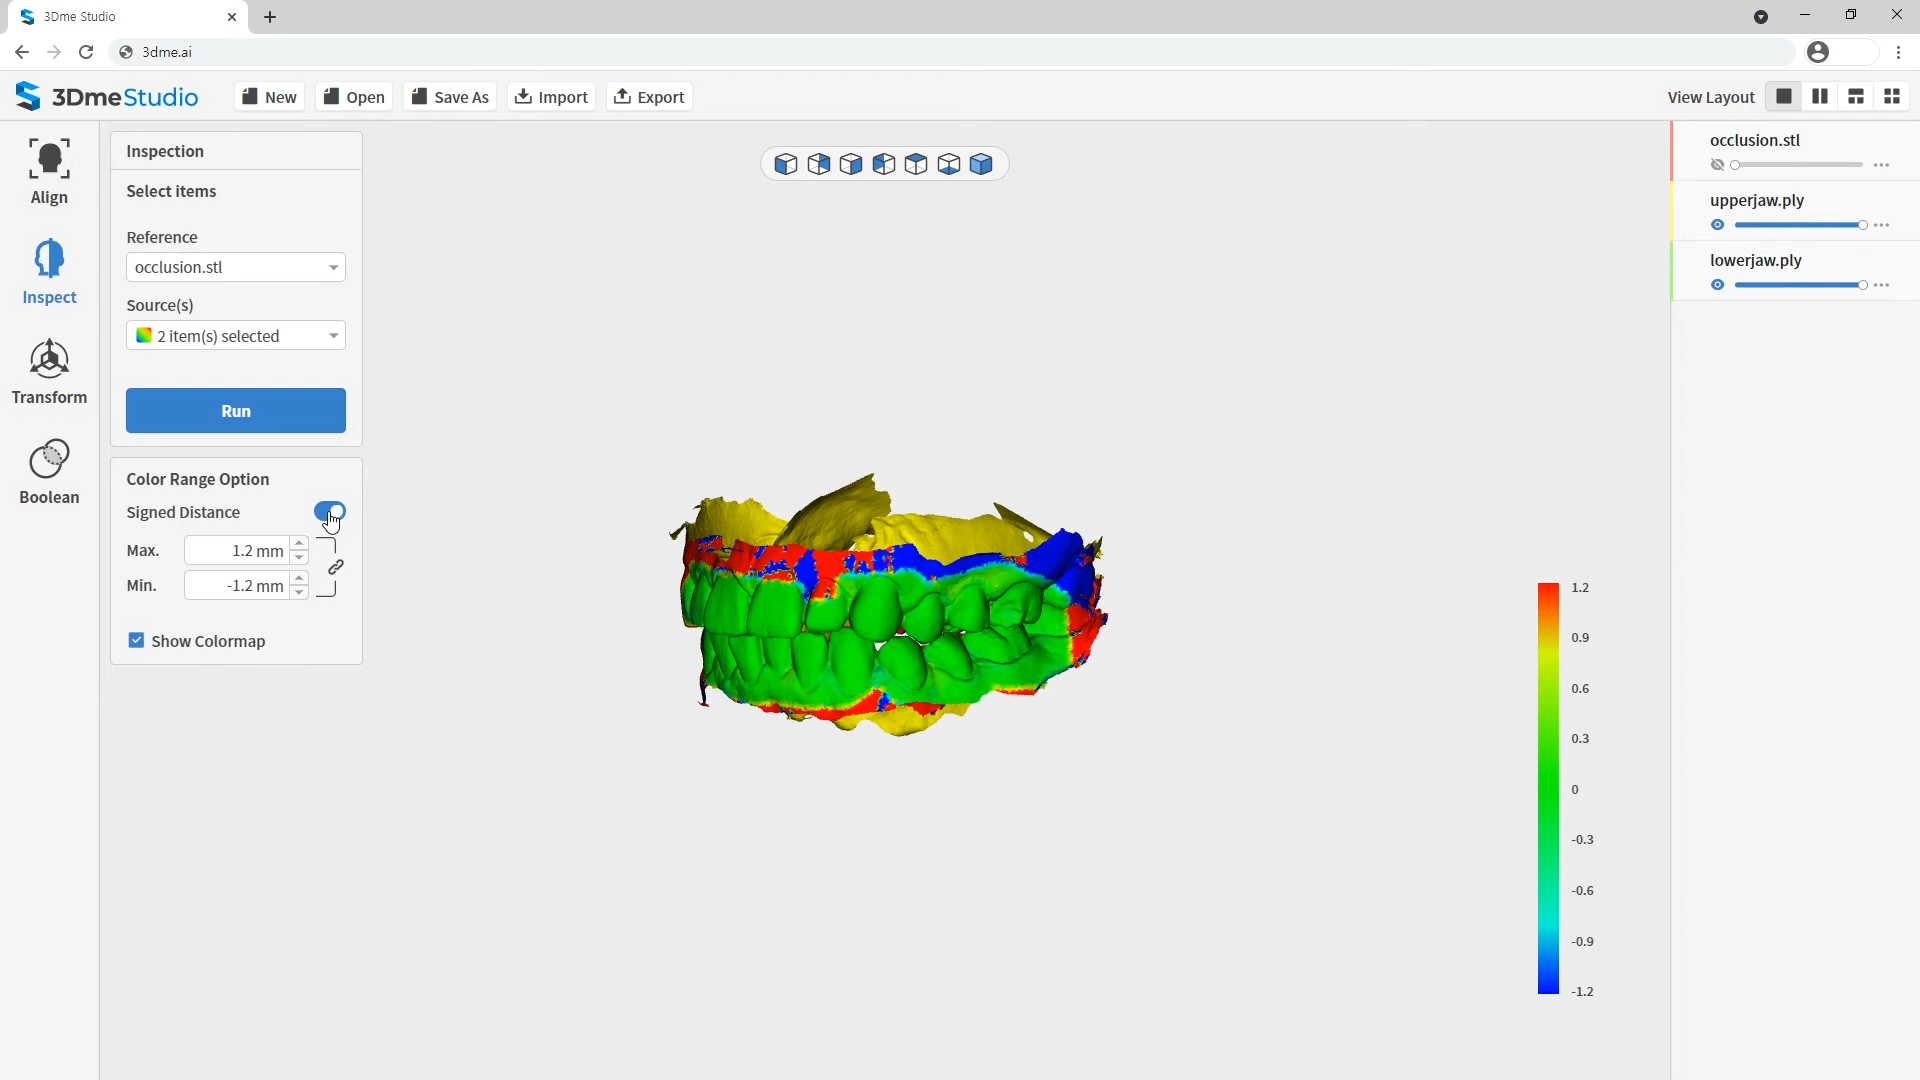 3Dme Studio
3dme.ai
3DmeStudio
New
Open
Save As
Import
Export
View Layout
Align
Inspect
Transform
Boolean
Inspection
Select items
Reference
occlusion.stl
Source(s)
2 item(s) selected
Run
Color Range Option
Signed Distance
Max. 1.2 mm
Min. -1.2 mm
Show Colormap
1.2
0.9
0.6
0.3
0
-0.3
-0.6
-0.9
-1.2
occlusion.stl
upperjaw.ply
lowerjaw.ply